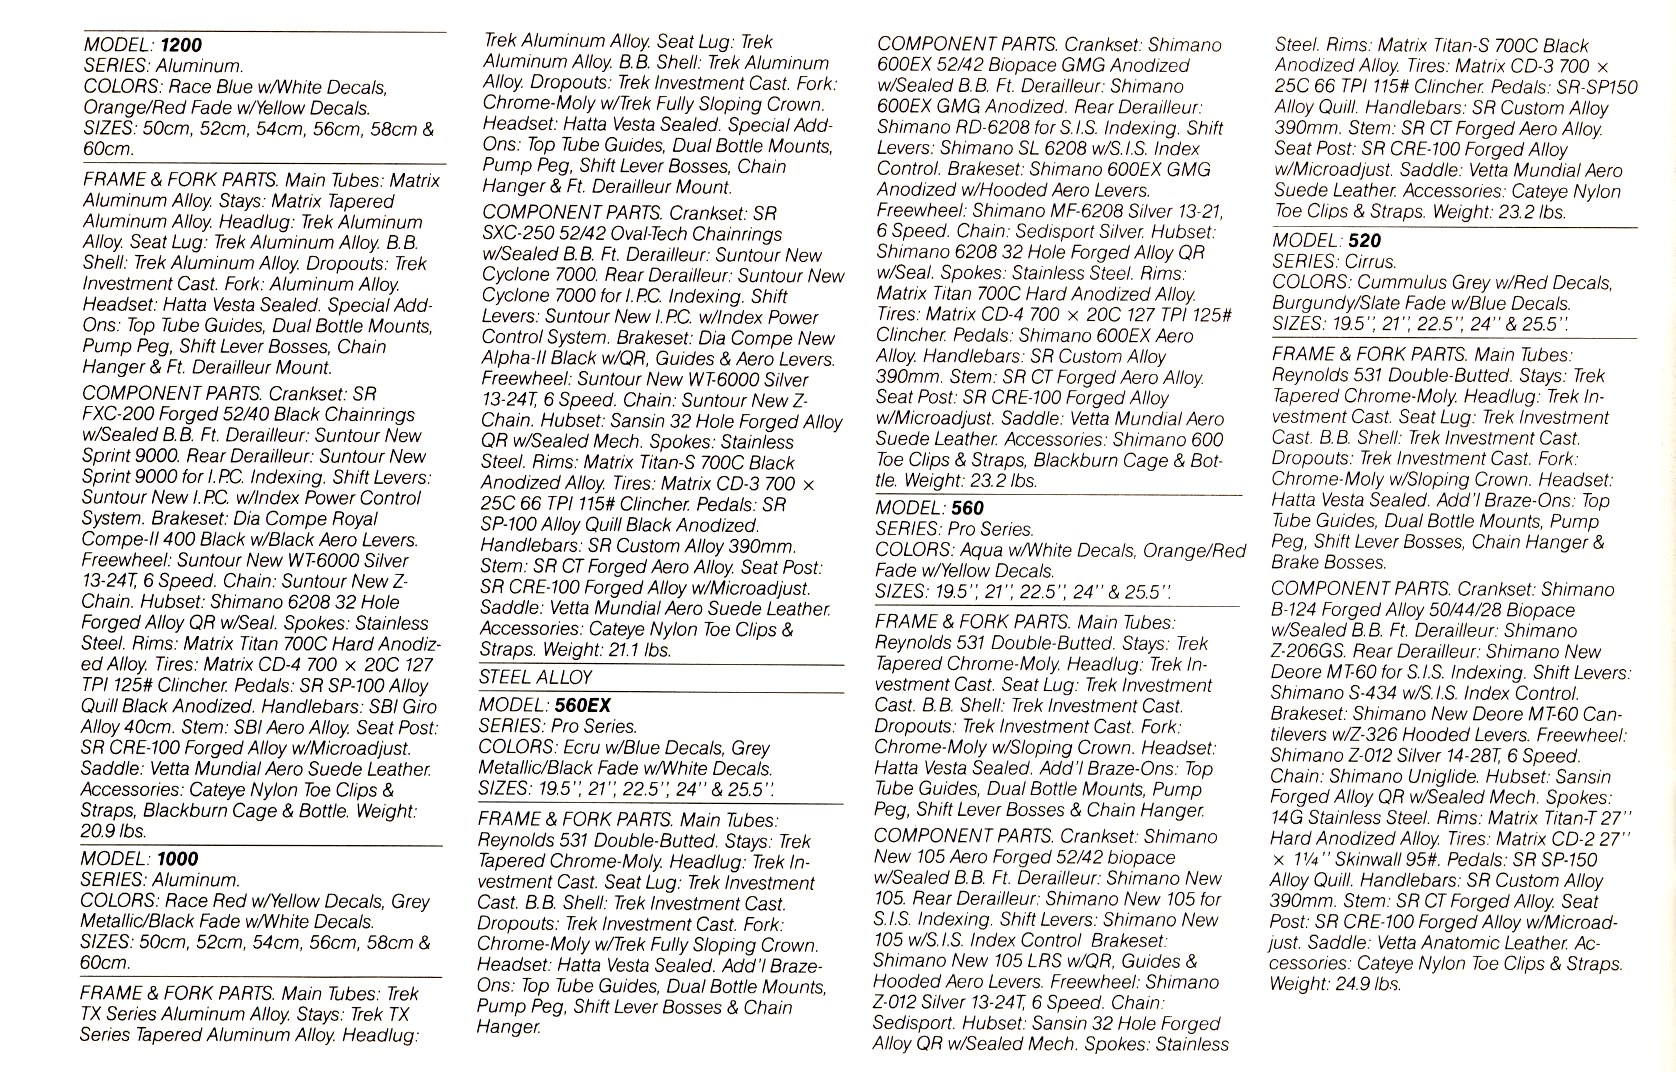 MODEL: 1200
SERIES: Aluminum.
COLORS: Race Blue w/White Decals,
Orange/Red Fade w/Yellow Decals.
SIZES: 50cm, 52cm, 54cm, 56cm, 58cm &
60cm.
FRAME & FORK PARTS. Main Tubes: Matrix
Aluminum Alloy. Stays: Matrix Tapered
Aluminum Alloy. Headlug: Trek Aluminum
Alloy. Seat Lug: Trek Aluminum Alloy. B.B.
Shell: Trek Aluminum Alloy. Dropouts: Trek
Investment Cast. Fork: Aluminum Alloy.
Headset: Hatta Vesta Sealed. Special Add-
Ons: Top Tube Guides, Dual Bottle Mounts,
Pump Peg, Shift Lever Bosses, Chain
Hanger & Ft. Derailleur Mount.
COMPONENT PARTS. Crankset: SR
FXC-200 Forged 52/40 Black Chainrings
w/Sealed B.B. Ft. Derailleur: Suntour New
Sprint 9000. Rear Derailleur: Suntour New
Sprint 9000 for I.P.C. Indexing. Shift Levers:
Suntour New I.P.C. w/Index Power Control
System. Brakeset: Dia Compe Royal
Compe-II 400 Black w/Black Aero Levers.
Freewheel: Suntour New WT-6000 Silver
13-24T, 6 Speed. Chain: Suntour New Z-
Chain. Hubset: Shimano 6208 32 Hole
Forged Alloy QR w/Seal. Spokes: Stainless
Steel. Rims: Matrix Titan 700C Hard Anodiz-
ed Alloy. Tires: Matrix CD-4 700 × 20C 127
TPI 125# Clincher. Pedals: SR SP-100 Alloy
Quill Black Anodized. Handlebars: SBI Giro
Alloy 40cm. Stem: SBI Aero Alloy. Seat Post:
SR CRE-100 Forged Alloy w/Microadjust.
Saddle: Vetta Mundial Aero Suede Leather.
Accessories: Cateye Nylon Toe Clips &
Straps, Blackburn Cage & Bottle. Weight:
20.9 lbs.
MODEL: 1000
SERIES: Aluminum.
COLORS: Race Red w/Yellow Decals, Grey
Metallic/Black Fade w/White Decals.
SIZES: 50cm, 52cm, 54cm, 56cm, 58cm &
60cm.
FRAME & FORK PARTS. Main Tubes: Trek
TX Series Aluminum Alloy. Stays: Trek TX
Series Tapered Aluminum Alloy. Headlug:
Trek Aluminum Alloy. Seat Lug: Trek
Aluminum Alloy. B.B. Shell: Trek Aluminum
Alloy. Dropouts: Trek Investment Cast. Fork:
Chrome-Moly w/Trek Fully Sloping Crown.
Headset: Hatta Vesta Sealed. Special Add-
Ons: Top Tube Guides, Dual Bottle Mounts,
Pump Peg, Shift Lever Bosses, Chain
Hanger & Ft. Derailleur Mount.
COMPONENT PARTS. Crankset: SR
SXC-250 52/42 Oval-Tech Chainrings
w/Sealed B.B. Ft. Derailleur: Suntour New
Cyclone 7000. Rear Derailleur: Suntour New
Cyclone 7000 for I.P.C. Indexing. Shift
Levers: Suntour New I.P.C. w/Index Power
Control System. Brakeset: Dia Compe New
Alpha-II Black w/QR, Guides & Aero Levers.
Freewheel: Suntour New WT-6000 Silver
13-24T, 6 Speed. Chain: Suntour New Z-
Chain. Hubset: Sansin 32 Hole Forged Alloy
QR w/Sealed Mech. Spokes: Stainless
Steel. Rims: Matrix Titan-S 700C Black
Anodized Alloy. Tires: Matrix CD-3 700 ×
25C 66 TPI 115# Clincher. Pedals: SR
SP-100 Alloy Quill Black Anodized.
Handlebars: SR Custom Alloy 390mm.
Stem: SR CT Forged Aero Alloy. Seat Post:
SR CRE-100 Forged Alloy w/Microadjust.
Saddle: Vetta Mundial Aero Suede Leather.
Accessories: Cateye Nylon Toe Clips &
Straps. Weight: 21.1 lbs.
STEEL ALLOY
MODEL: 560EX
SERIES: Pro Series.
COLORS: Ecru w/Blue Decals, Grey
Metallic/Black Fade w/White Decals.
SIZES: 19.5", 21", 22.5", 24" & 25.5".
FRAME & FORK PARTS. Main Tubes:
Reynolds 531 Double-Butted. Stays: Trek
Tapered Chrome-Moly. Headlug: Trek In-
vestment Cast. Seat Lug: Trek Investment
Cast. B.B. Shell: Trek Investment Cast.
Dropouts: Trek Investment Cast. Fork:
Chrome-Moly w/Trek Fully Sloping Crown.
Headset: Hatta Vesta Sealed. Add'l Braze-
Ons: Top Tube Guides, Dual Bottle Mounts,
Pump Peg, Shift Lever Bosses & Chain
Hanger.
COMPONENT PARTS. Crankset: Shimano
600EX 52/42 Biopace GMG Anodized
w/Sealed B.B. Ft. Derailleur: Shimano
600EX GMG Anodized. Rear Derailleur:
Shimano RD-6208 for S.I.S. Indexing. Shift
Levers: Shimano SL 6208 w/S.I.S. Index
Control. Brakeset: Shimano 600EX GMG
Anodized w/Hooded Aero Levers.
Freewheel: Shimano MF-6208 Silver 13-21,
6 Speed. Chain: Sedisport Silver. Hubset:
Shimano 6208 32 Hole Forged Alloy QR
w/Seal. Spokes: Stainless Steel. Rims:
Matrix Titan 700C Hard Anodized Alloy.
Tires: Matrix CD-4 700 × 20C 127 TPI 125#
Clincher. Pedals: Shimano 600EX Aero
Alloy. Handlebars: SR Custom Alloy
390mm. Stem: SR CT Forged Aero Alloy.
Seat Post: SR CRE-100 Forged Alloy
w/Microadjust. Saddle: Vetta Mundial Aero
Suede Leather. Accessories: Shimano 600
Toe Clips & Straps, Blackburn Cage & Bot-
tle. Weight: 23.2 lbs.
MODEL: 560
SERIES: Pro Series.
COLORS: Aqua w/White Decals, Orange/Red
Fade w/Yellow Decals.
SIZES: 19.5", 21", 22.5", 24" & 25.5".
FRAME & FORK PARTS. Main Tubes:
Reynolds 531 Double-Butted. Stays: Trek
Tapered Chrome-Moly. Headlug: Trek In-
vestment Cast. Seat Lug: Trek Investment
Cast. B.B. Shell: Trek Investment Cast.
Dropouts: Trek Investment Cast. Fork:
Chrome-Moly w/Sloping Crown. Headset:
Hatta Vesta Sealed. Add'l Braze-Ons: Top
Tube Guides, Dual Bottle Mounts, Pump
Peg, Shift Lever Bosses & Chain Hanger.
COMPONENT PARTS. Crankset: Shimano
New 105 Aero Forged 52/42 biopace
w/Sealed B.B. Ft. Derailleur: Shimano New
105. Rear Derailleur: Shimano New 105 for
S.I.S. Indexing. Shift Levers: Shimano New
105 w/S.I.S. Index Control Brakeset:
Shimano New 105 LRS w/QR, Guides &
Hooded Aero Levers. Freewheel: Shimano
Z-012 Silver 13-24T, 6 Speed. Chain:
Sedisport. Hubset: Sansin 32 Hole Forged
Alloy QR w/Sealed Mech. Spokes: Stainless
Steel. Rims: Matrix Titan-S 700C Black
Anodized Alloy. Tires: Matrix CD-3 700 ×
25C 66 TPI 115# Clincher. Pedals: SR-SP150
Alloy Quill. Handlebars: SR Custom Alloy
390mm. Stem: SR CT Forged Aero Alloy.
Seat Post: SR CRE-100 Forged Alloy
w/Microadjust. Saddle: Vetta Mundial Aero
Suede Leather. Accessories: Cateye Nylon
Toe Clips & Straps. Weight: 23.2 lbs.
MODEL: 520
SERIES: Cirrus.
COLORS: Cummulus Grey w/Red Decals,
Burgundy/Slate Fade w/Blue Decals.
SIZES: 19.5", 21", 22.5", 24" & 25.5".
FRAME & FORK PARTS. Main Tubes:
Reynolds 531 Double-Butted. Stays: Trek
Tapered Chrome-Moly. Headlug: Trek In-
vestment Cast. Seat Lug: Trek Investment
Cast. B.B. Shell: Trek Investment Cast.
Dropouts: Trek Investment Cast. Fork:
Chrome-Moly w/Sloping Crown. Headset:
Hatta Vesta Sealed. Add'l Braze-Ons: Top
Tube Guides, Dual Bottle Mounts, Pump
Peg, Shift Lever Bosses, Chain Hanger &
Brake Bosses.
COMPONENT PARTS. Crankset: Shimano
B-124 Forged Alloy 50/44/28 Biopace
w/Sealed B.B. Ft. Derailleur: Shimano
Z-206GS. Rear Derailleur: Shimano New
Deore MT-60 for S.I.S. Indexing. Shift Levers:
Shimano S-434 w/S.I.S. Index Control.
Brakeset: Shimano New Deore MT-60 Can-
tilevers w/Z-326 Hooded Levers. Freewheel:
Shimano Z-012 Silver 14-28T, 6 Speed.
Chain: Shimano Uniglide. Hubset: Sansin
Forged Alloy QR w/Sealed Mech. Spokes:
14G Stainless Steel. Rims: Matrix Titan-T 27"
Hard Anodized Alloy. Tires: Matrix CD-2 27"
× 1¼" Skinwall 95#. Pedals: SR SP-150
Alloy Quill. Handlebars: SR Custom Alloy
390mm. Stem: SR CT Forged Alloy. Seat
Post: SR CRE-100 Forged Alloy w/Microad-
just. Saddle: Vetta Anatomic Leather. Ac-
cessories: Cateye Nylon Toe Clips & Straps.
Weight: 24.9 lbs.